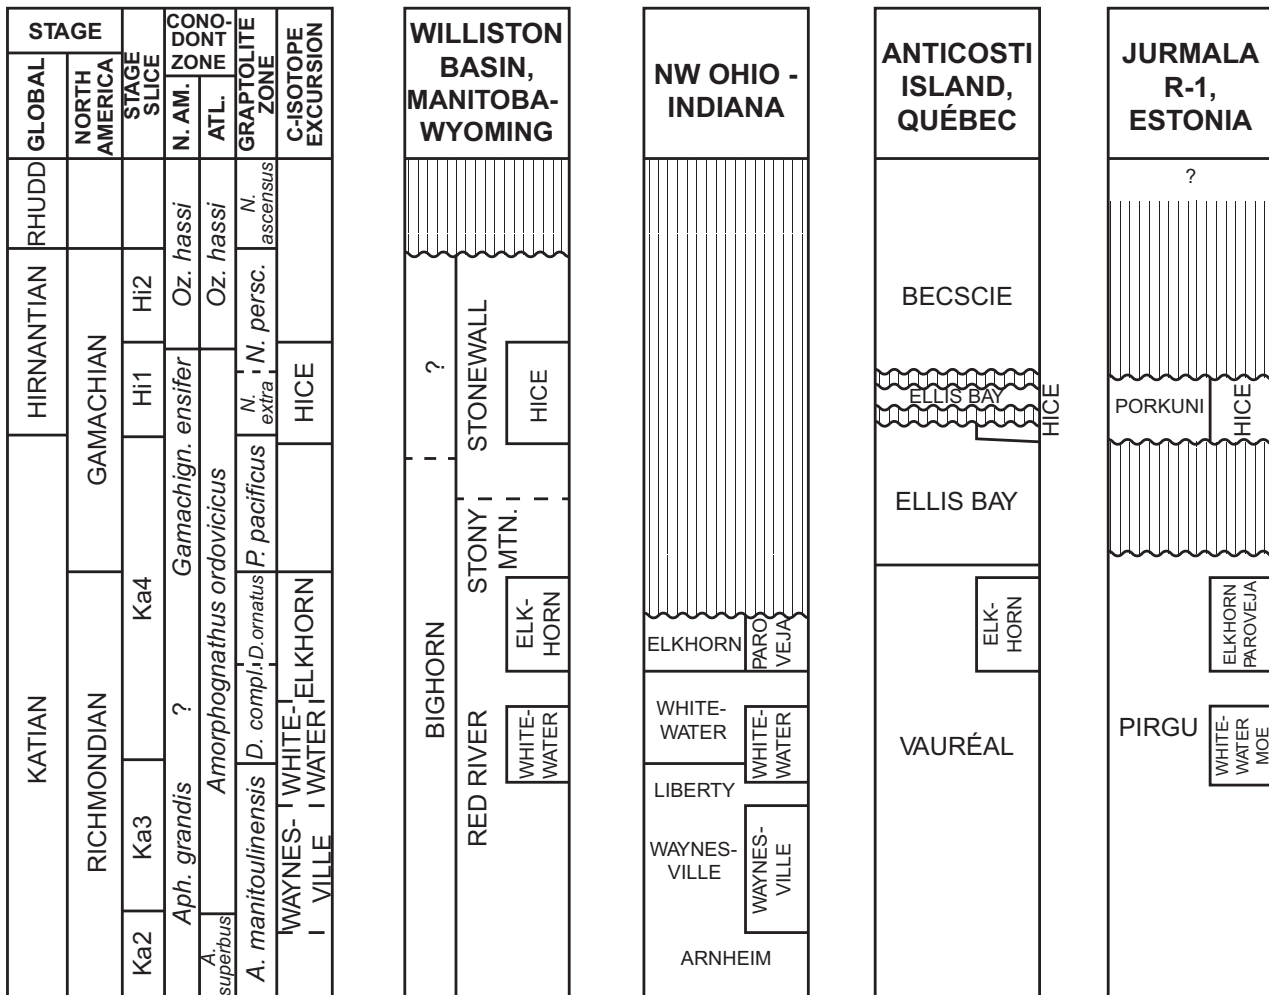 STAGE
GLOBAL
NORTH
AMERICA
STAGE
SLICE
CONO-
DONT
ZONE
N. AM.
ATL.
GRAPTOLITE
ZONE
C-ISOTOPE
EXCURSION
RHUDD
HIRNANTIAN
KATIAN
GAMACHIAN
RICHMONDIAN
Hi2
Hi1
Ka4
Ka3
Ka2
Oz. hassi
Gamachign. ensifer
?
Aph. grandis
Oz. hassi
Amorphognathus ordovicicus
A.
superbus
N.
ascensus
N. persc.
N.
extra
P. pacificus
D.ornatus
D. compl.
A. manitoulinensis
HICE
ELKHORN
WHITE-
WATER
WAYNES-
VILLE
WILLISTON
BASIN,
MANITOBA-
WYOMING
?
BIGHORN
STONEWALL
STONY
MTN.
RED RIVER
HICE
ELK-
HORN
WHITE-
WATER
NW OHIO -
INDIANA
ELKHORN
PARO
VEJA
WHITE-
WATER
WHITE-
WATER
LIBERTY
WAYNES-
VILLE
WAYNES-
VILLE
ARNHEIM
ANTICOSTI
ISLAND,
QUÉBEC
BECSCIE
ELLIS BAY
HICE
ELLIS BAY
ELK-
HORN
VAURÉAL
JURMALA
R-1,
ESTONIA
?
PORKUNI
HICE
ELKHORN
PAROVEJA
PIRGU
WHITE-
WATER
MOE